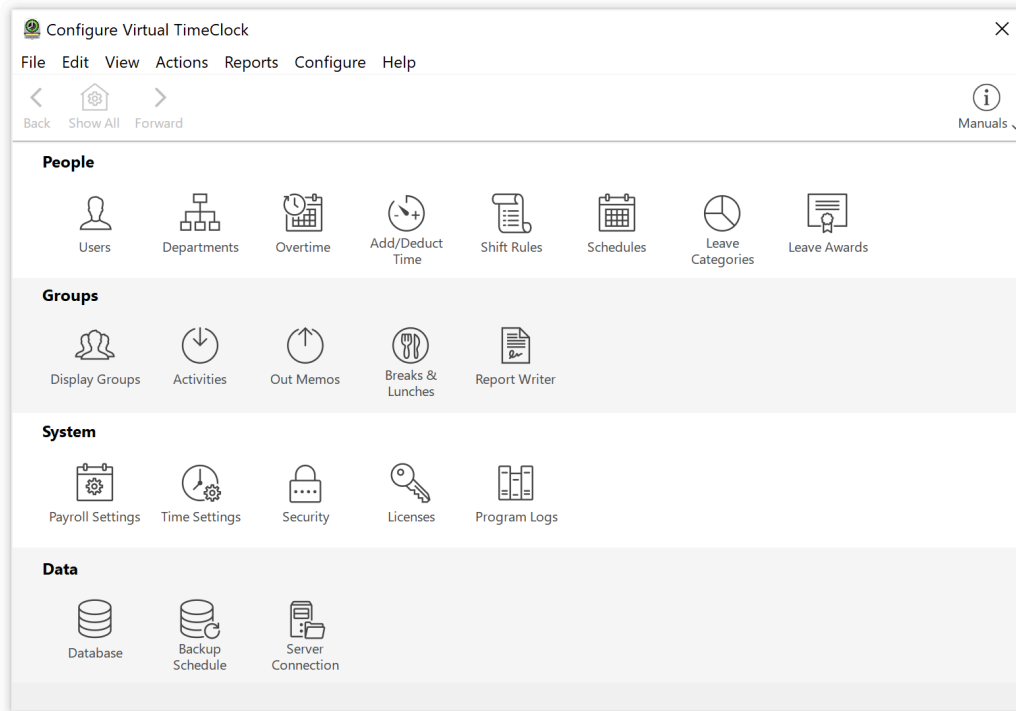 Configure Virtual TimeClock
File Edit View Actions Reports Configure Help
Back Show All Forward Manuals
People
Users Departments Overtime Add/Deduct Time Shift Rules Schedules Leave Categories Leave Awards
Groups
Display Groups Activities Out Memos Breaks & Lunches Report Writer
System
Payroll Settings Time Settings Security Licenses Program Logs
Data
Database Backup Schedule Server Connection